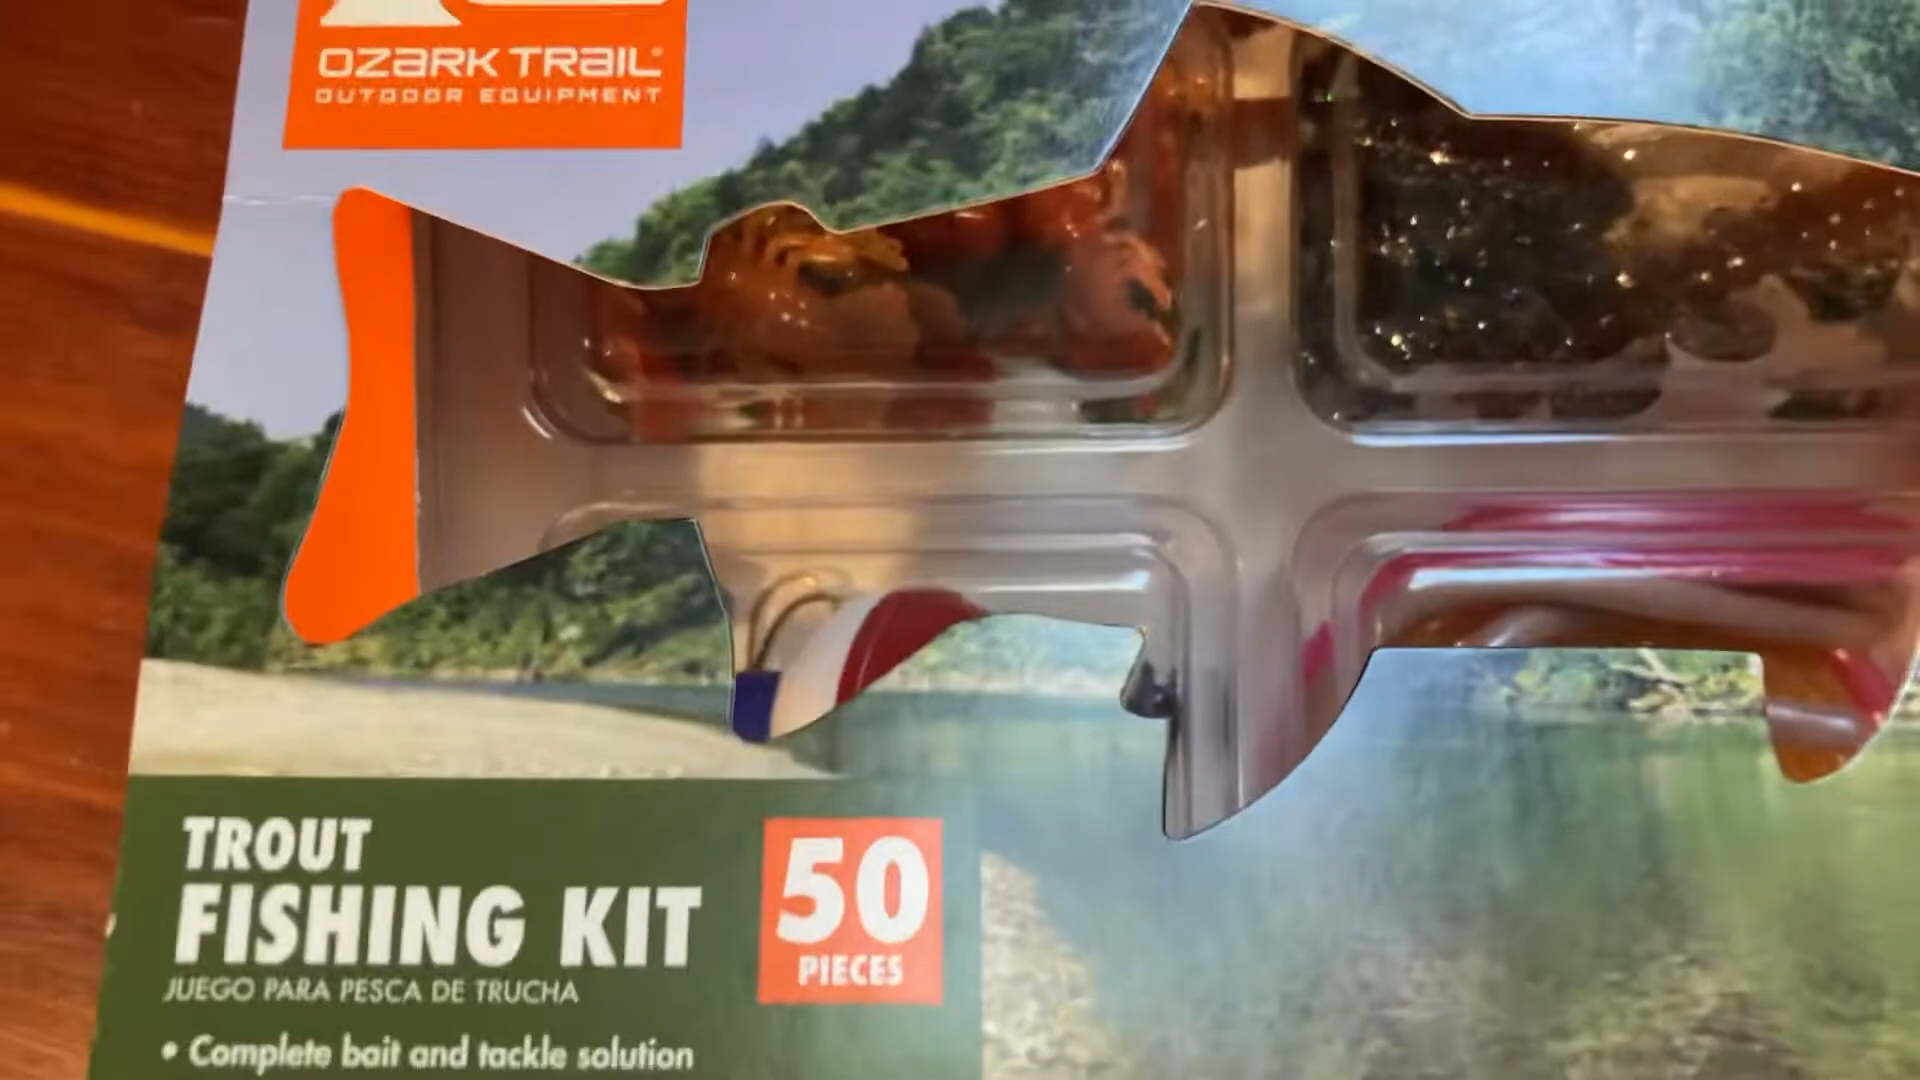 OZARK TRAIL®
OUTDOOR EQUIPMENT
TROUT
FISHING KIT
JUEGO PARA PESCA DE TRUCHA
50
PIECES
• Complete bait and tackle solution